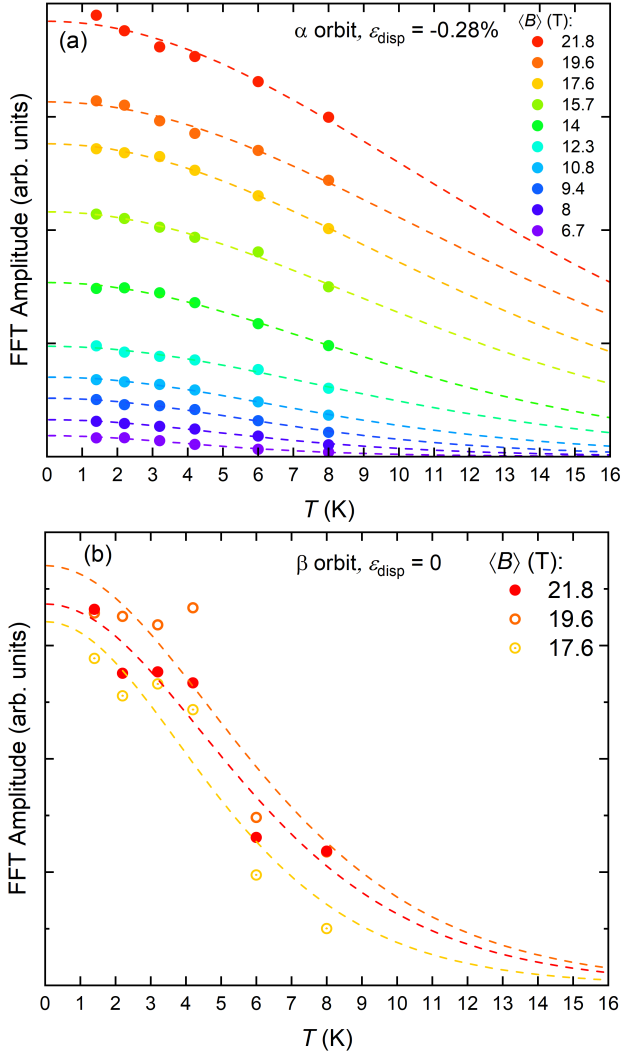 (a)
α orbit, ε_disp = -0.28%
⟨B⟩ (T):
21.8
19.6
17.6
15.7
14
12.3
10.8
9.4
8
6.7
FFT Amplitude (arb. units)
0 1 2 3 4 5 6 7 8 9 10 11 12 13 14 15 16
T (K)
(b)
β orbit, ε_disp = 0
⟨B⟩ (T):
21.8
19.6
17.6
FFT Amplitude (arb. units)
0 1 2 3 4 5 6 7 8 9 10 11 12 13 14 15 16
T (K)